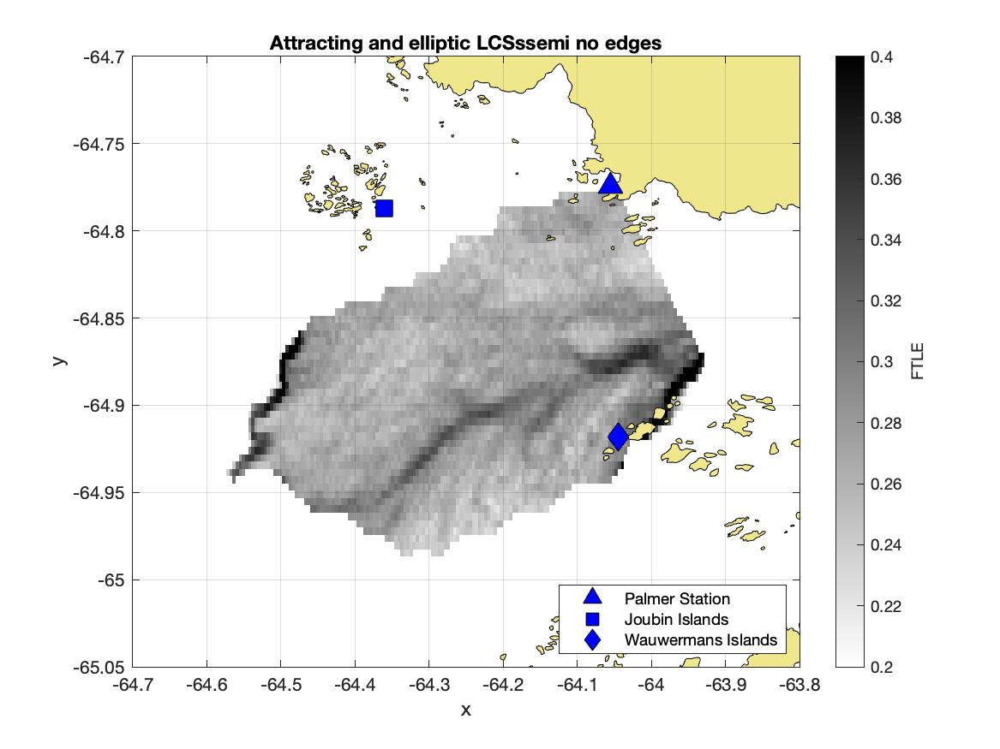 Attracting and elliptic LCSssemi no edges
-64.7
-64.75
-64.8
-64.85
-64.9
-64.95
-65
-65.05
y
-64.7 -64.6 -64.5 -64.4 -64.3 -64.2 -64.1 -64 -63.9 -63.8
x
Palmer Station
Joubin Islands
Wauwermans Islands
0.4
0.38
0.36
0.34
0.32
0.3
0.28
0.26
0.24
0.22
0.2
FTLE